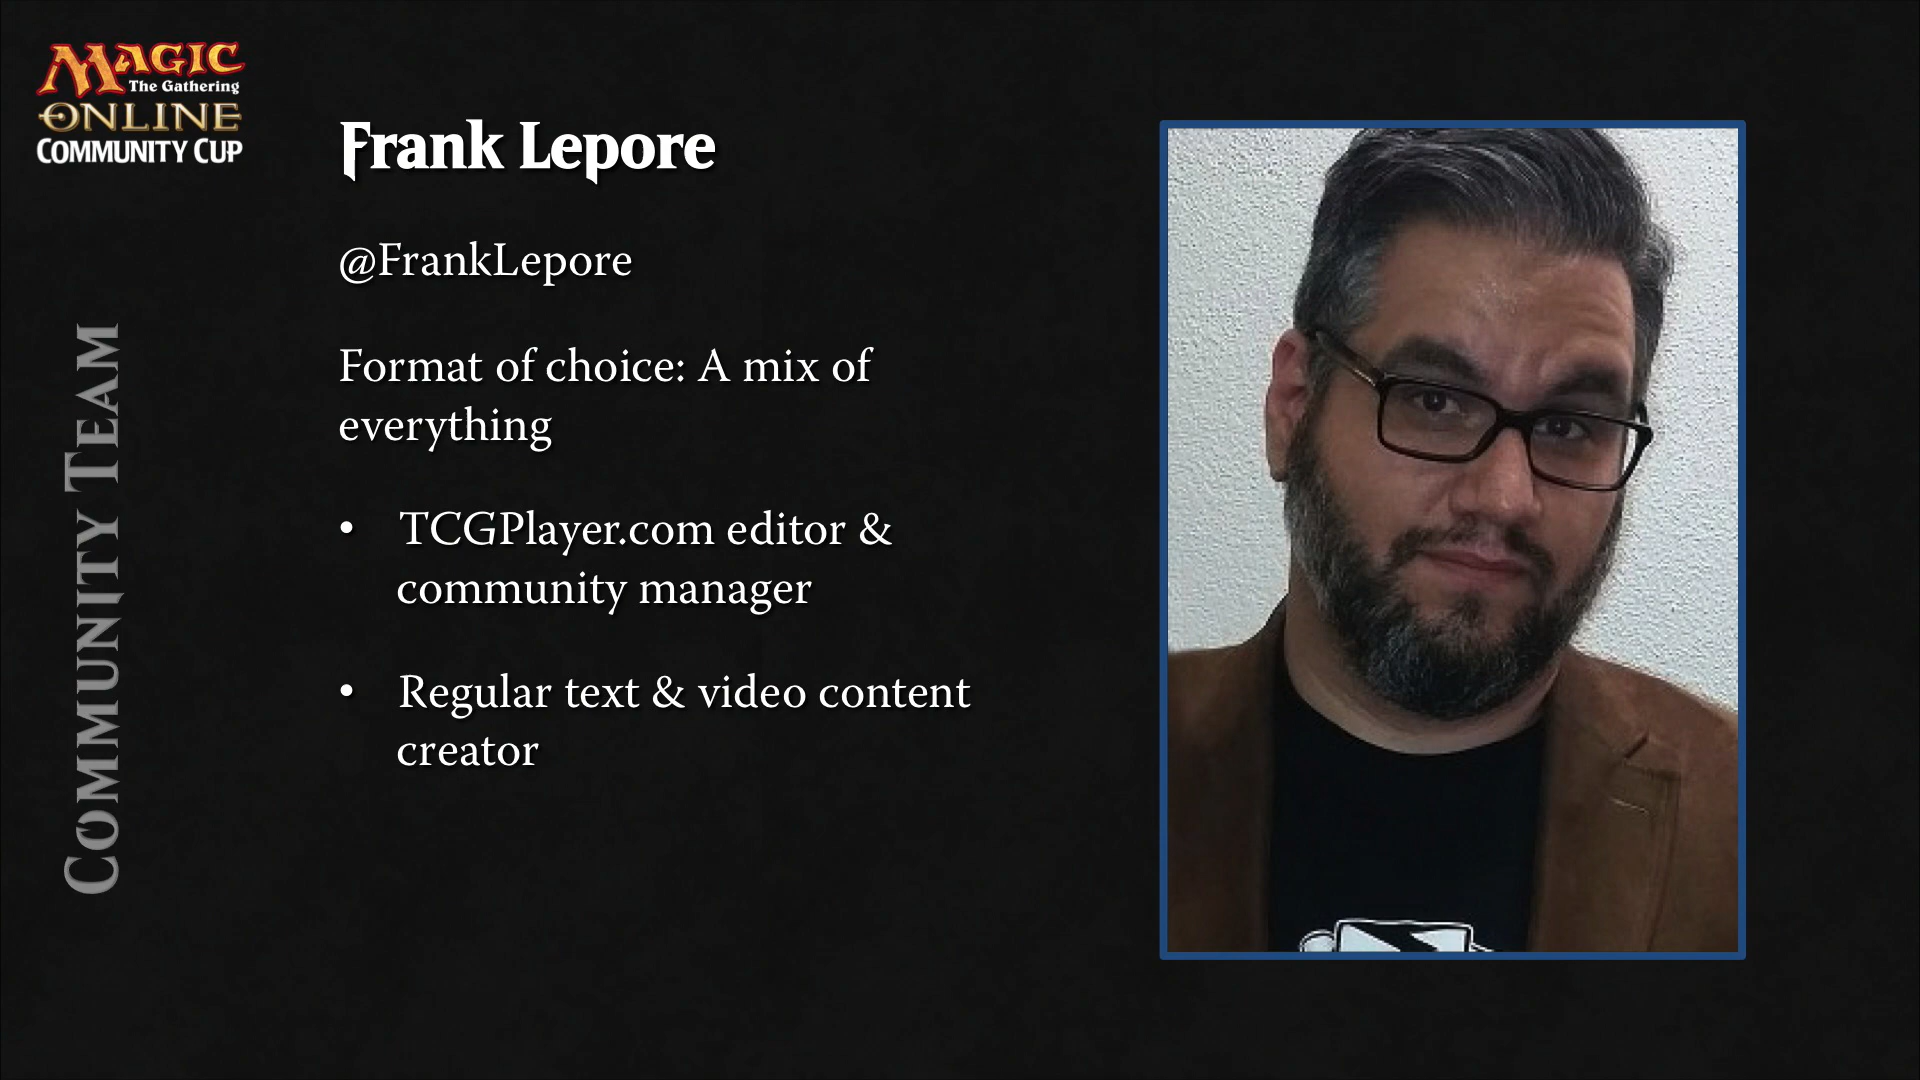 MAGIC
The Gathering
ONLINE
COMMUNITY CUP
COMMUNITY TEAM
Frank Lepore
@FrankLepore
Format of choice: A mix of
everything
• TCGPlayer.com editor &
community manager
• Regular text & video content
creator